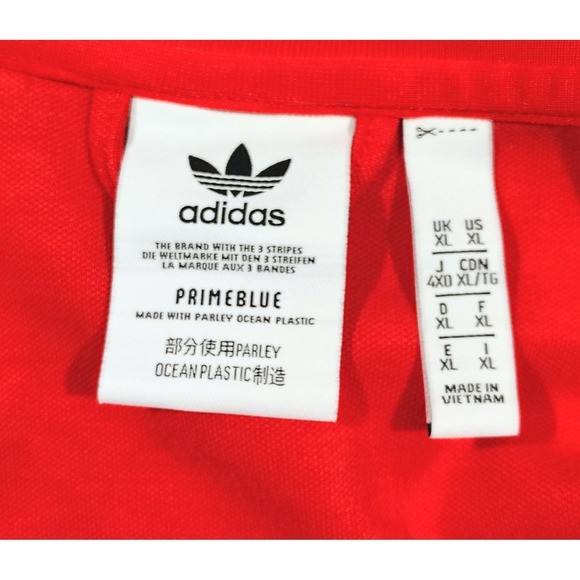 adidas
THE BRAND WITH THE 3 STRIPES
DIE WELTMARKE MIT DEN 3 STREIFEN
LA MARQUE AUX 3 BANDES
PRIMEBLUE
MADE WITH PARLEY OCEAN PLASTIC
部分使用PARLEY
OCEAN PLASTIC制造
UK US
XL XL
J CDN
4XO XL/TG
D F
XL XL
E I
XL XL
MADE IN
VIETNAM